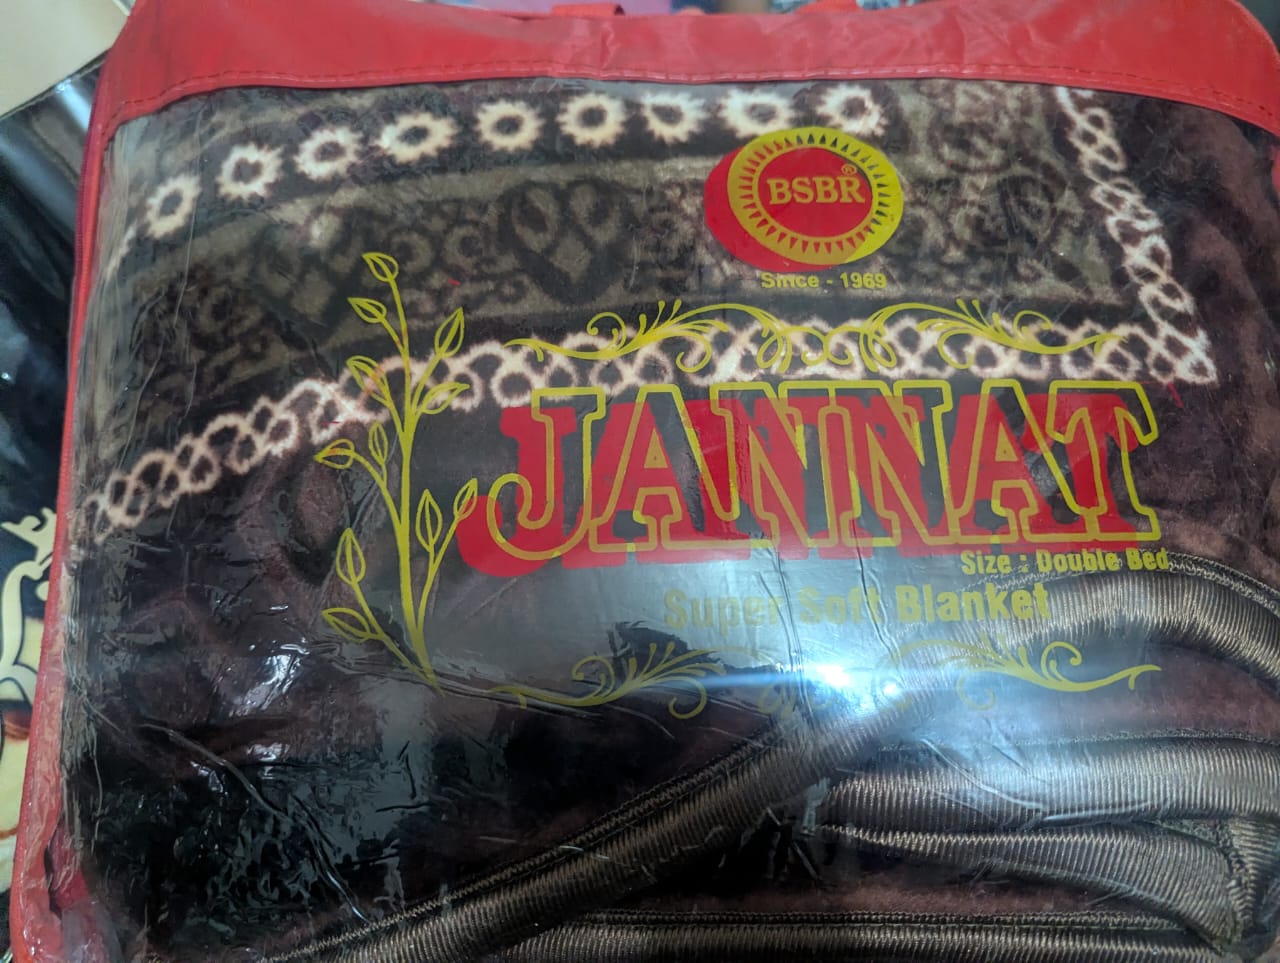 BSBR®
Since - 1969
JANNAT
Size : Double Bed
Super Soft Blanket